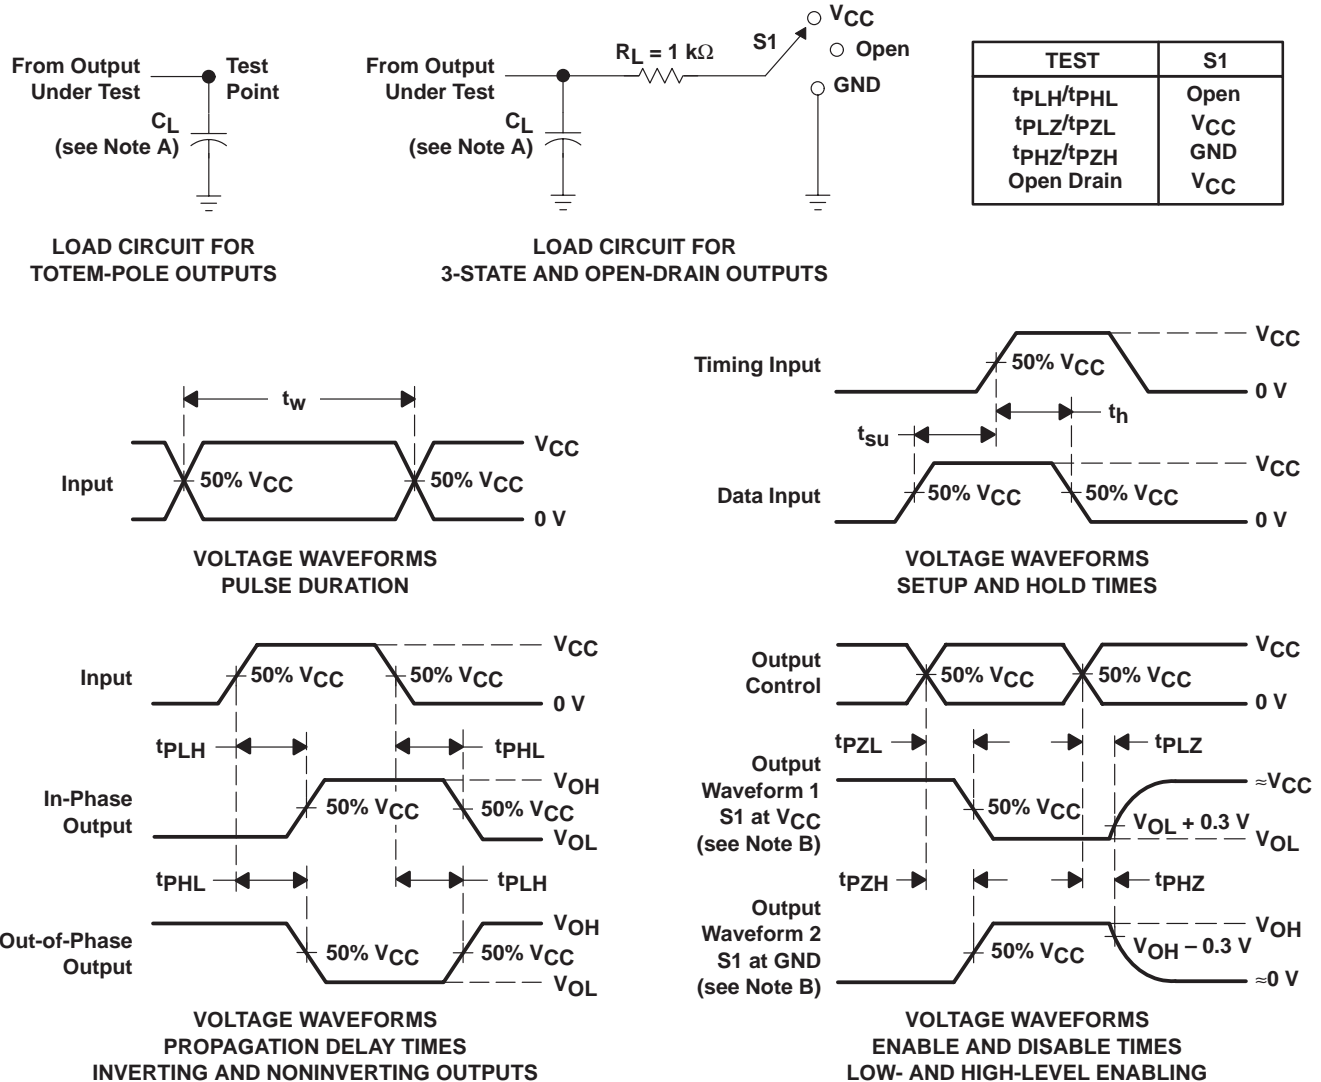 From Output
Under Test
Test
Point
CL
(see Note A)
LOAD CIRCUIT FOR
TOTEM-POLE OUTPUTS
From Output
Under Test
RL = 1 kΩ
S1
VCC
Open
GND
CL
(see Note A)
LOAD CIRCUIT FOR
3-STATE AND OPEN-DRAIN OUTPUTS
TEST S1
tPLH/tPHL Open
tPLZ/tPZL VCC
tPHZ/tPZH GND
Open Drain VCC
tw
Input
50% VCC
50% VCC
VCC
0 V
VOLTAGE WAVEFORMS
PULSE DURATION
Timing Input
50% VCC
VCC
0 V
tsu
th
Data Input
50% VCC
50% VCC
VCC
0 V
VOLTAGE WAVEFORMS
SETUP AND HOLD TIMES
Input
50% VCC
50% VCC
VCC
0 V
tPLH
tPHL
In-Phase
Output
50% VCC
50% VCC
VOH
VOL
tPHL
tPLH
Out-of-Phase
Output
50% VCC
50% VCC
VOH
VOL
VOLTAGE WAVEFORMS
PROPAGATION DELAY TIMES
INVERTING AND NONINVERTING OUTPUTS
Output
Control
50% VCC
50% VCC
VCC
0 V
tPZL
tPLZ
Output
Waveform 1
S1 at VCC
(see Note B)
50% VCC
VOL + 0.3 V
≈VCC
VOL
tPZH
tPHZ
Output
Waveform 2
S1 at GND
(see Note B)
50% VCC
VOH − 0.3 V
VOH
≈0 V
VOLTAGE WAVEFORMS
ENABLE AND DISABLE TIMES
LOW- AND HIGH-LEVEL ENABLING